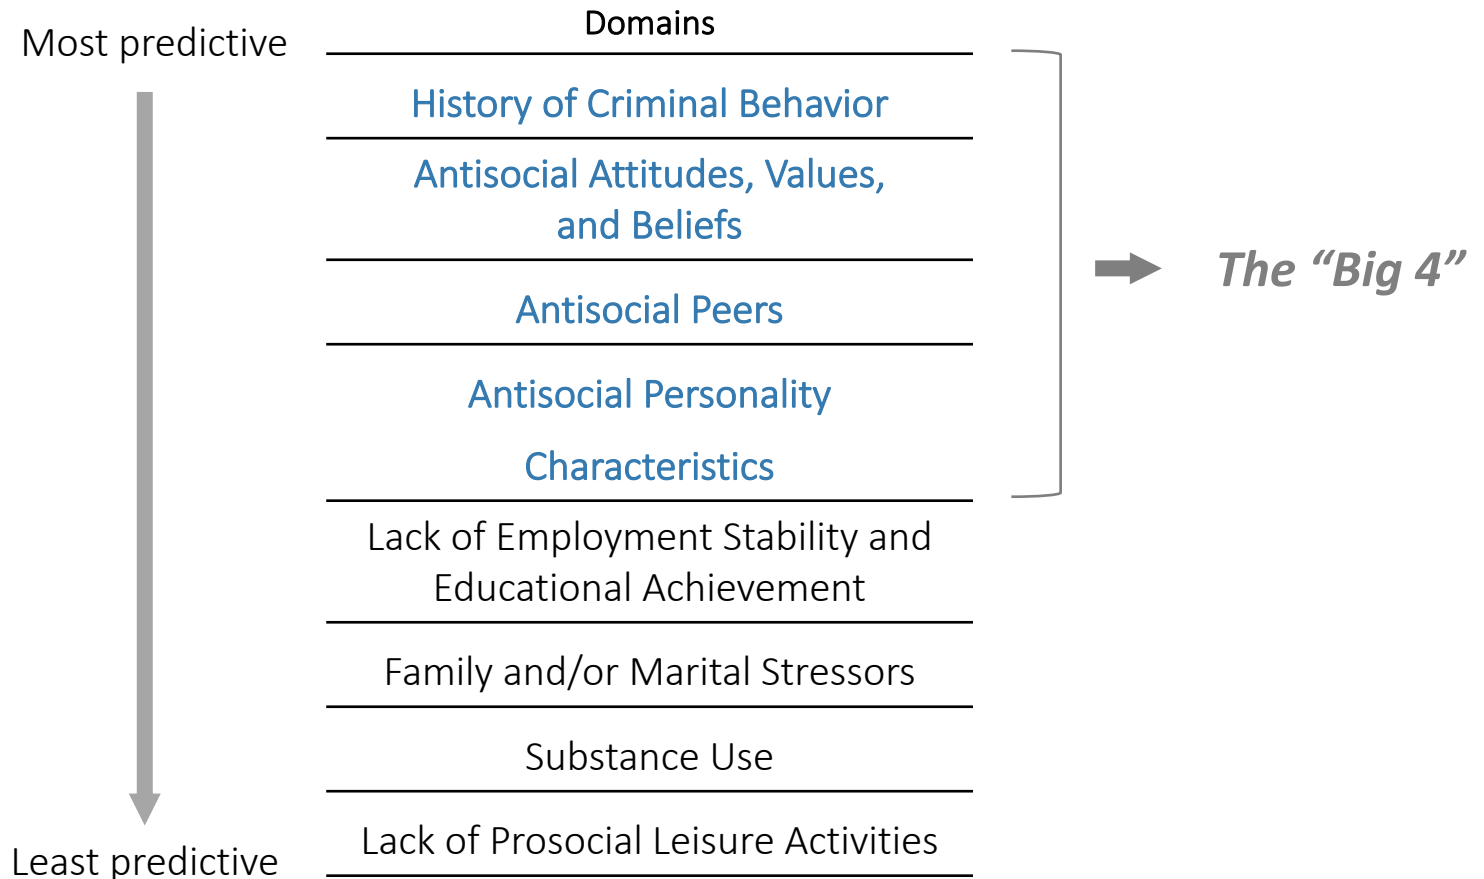 Most predictive
Domains
History of Criminal Behavior
Antisocial Attitudes, Values,
and Beliefs
Antisocial Peers
Antisocial Personality
Characteristics
The “Big 4”
Lack of Employment Stability and
Educational Achievement
Family and/or Marital Stressors
Substance Use
Lack of Prosocial Leisure Activities
Least predictive